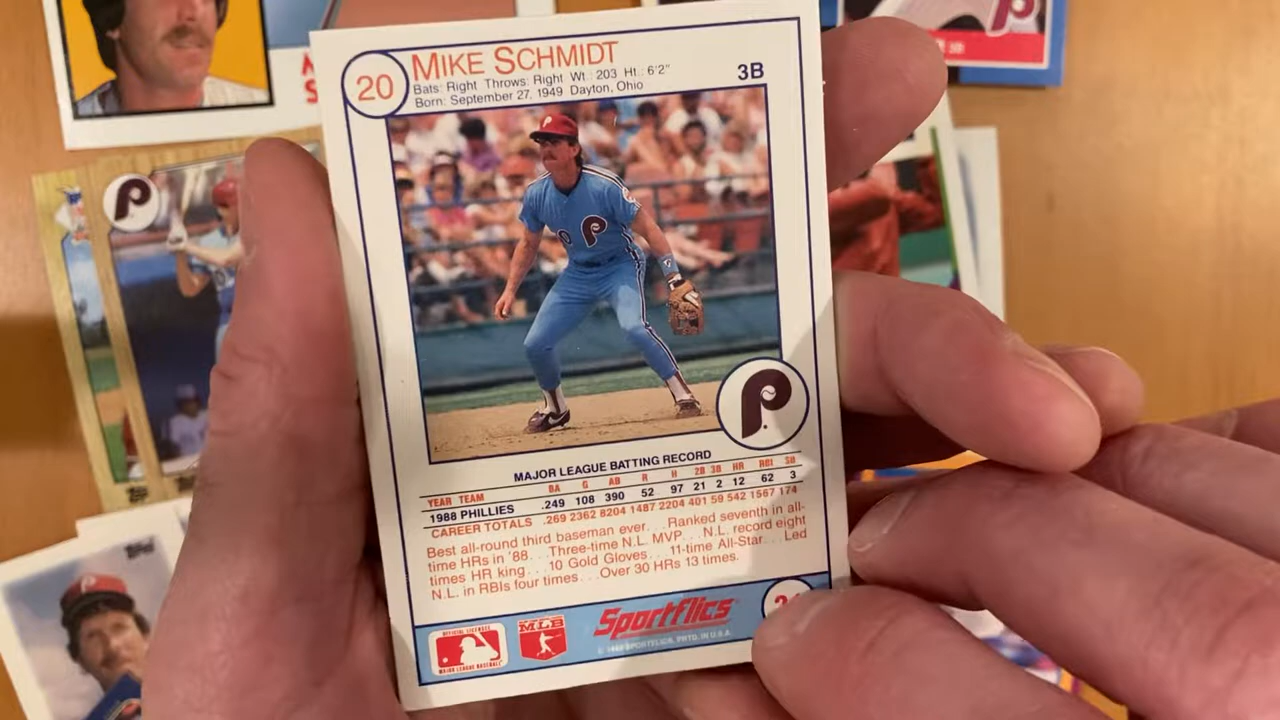 20
MIKE SCHMIDT
Bats: Right Throws: Right Wt.: 203 Ht.: 6'2"
Born: September 27, 1949 Dayton, Ohio
3B
P
P
MAJOR LEAGUE BATTING RECORD
YEAR TEAM BA G AB R H 2B 3B HR RBI SB
1988 PHILLIES .249 108 390 52 97 21 2 12 62 3
CAREER TOTALS .269 2362 8204 1487 2204 401 59 542 1567 174
Best all-round third baseman ever. . .Ranked seventh in all-
time HRs in '88. . .Three-time N.L. MVP. . .N.L. record eight
times HR king. . .10 Gold Gloves. . .11-time All-Star. . .Led
N.L. in RBIs four times. . .Over 30 HRs 13 times.
OFFICIAL LICENSEE
MAJOR LEAGUE BASEBALL
MLB
Sportflics
SPORTFLICS, PRTD. IN U.S.A.
P
Topps
P
3B